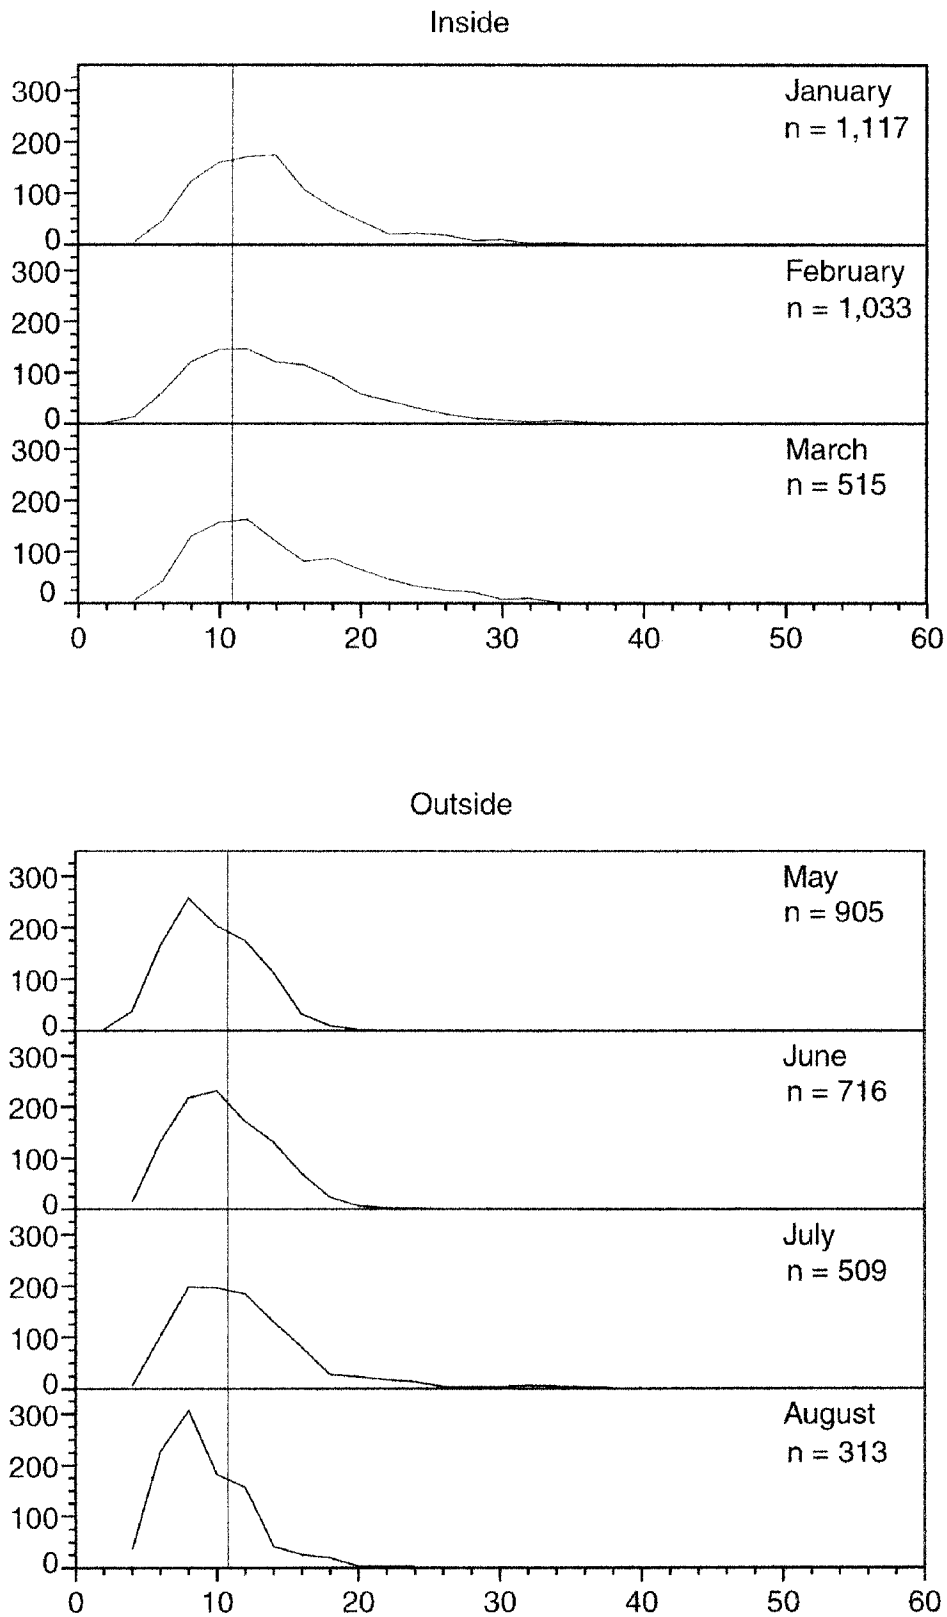 Inside
300
200
100
0
January
n = 1,117
300
200
100
0
February
n = 1,033
300
200
100
0
March
n = 515
0 10 20 30 40 50 60
Outside
300
200
100
0
May
n = 905
300
200
100
0
June
n = 716
300
200
100
0
July
n = 509
300
200
100
0
August
n = 313
0 10 20 30 40 50 60